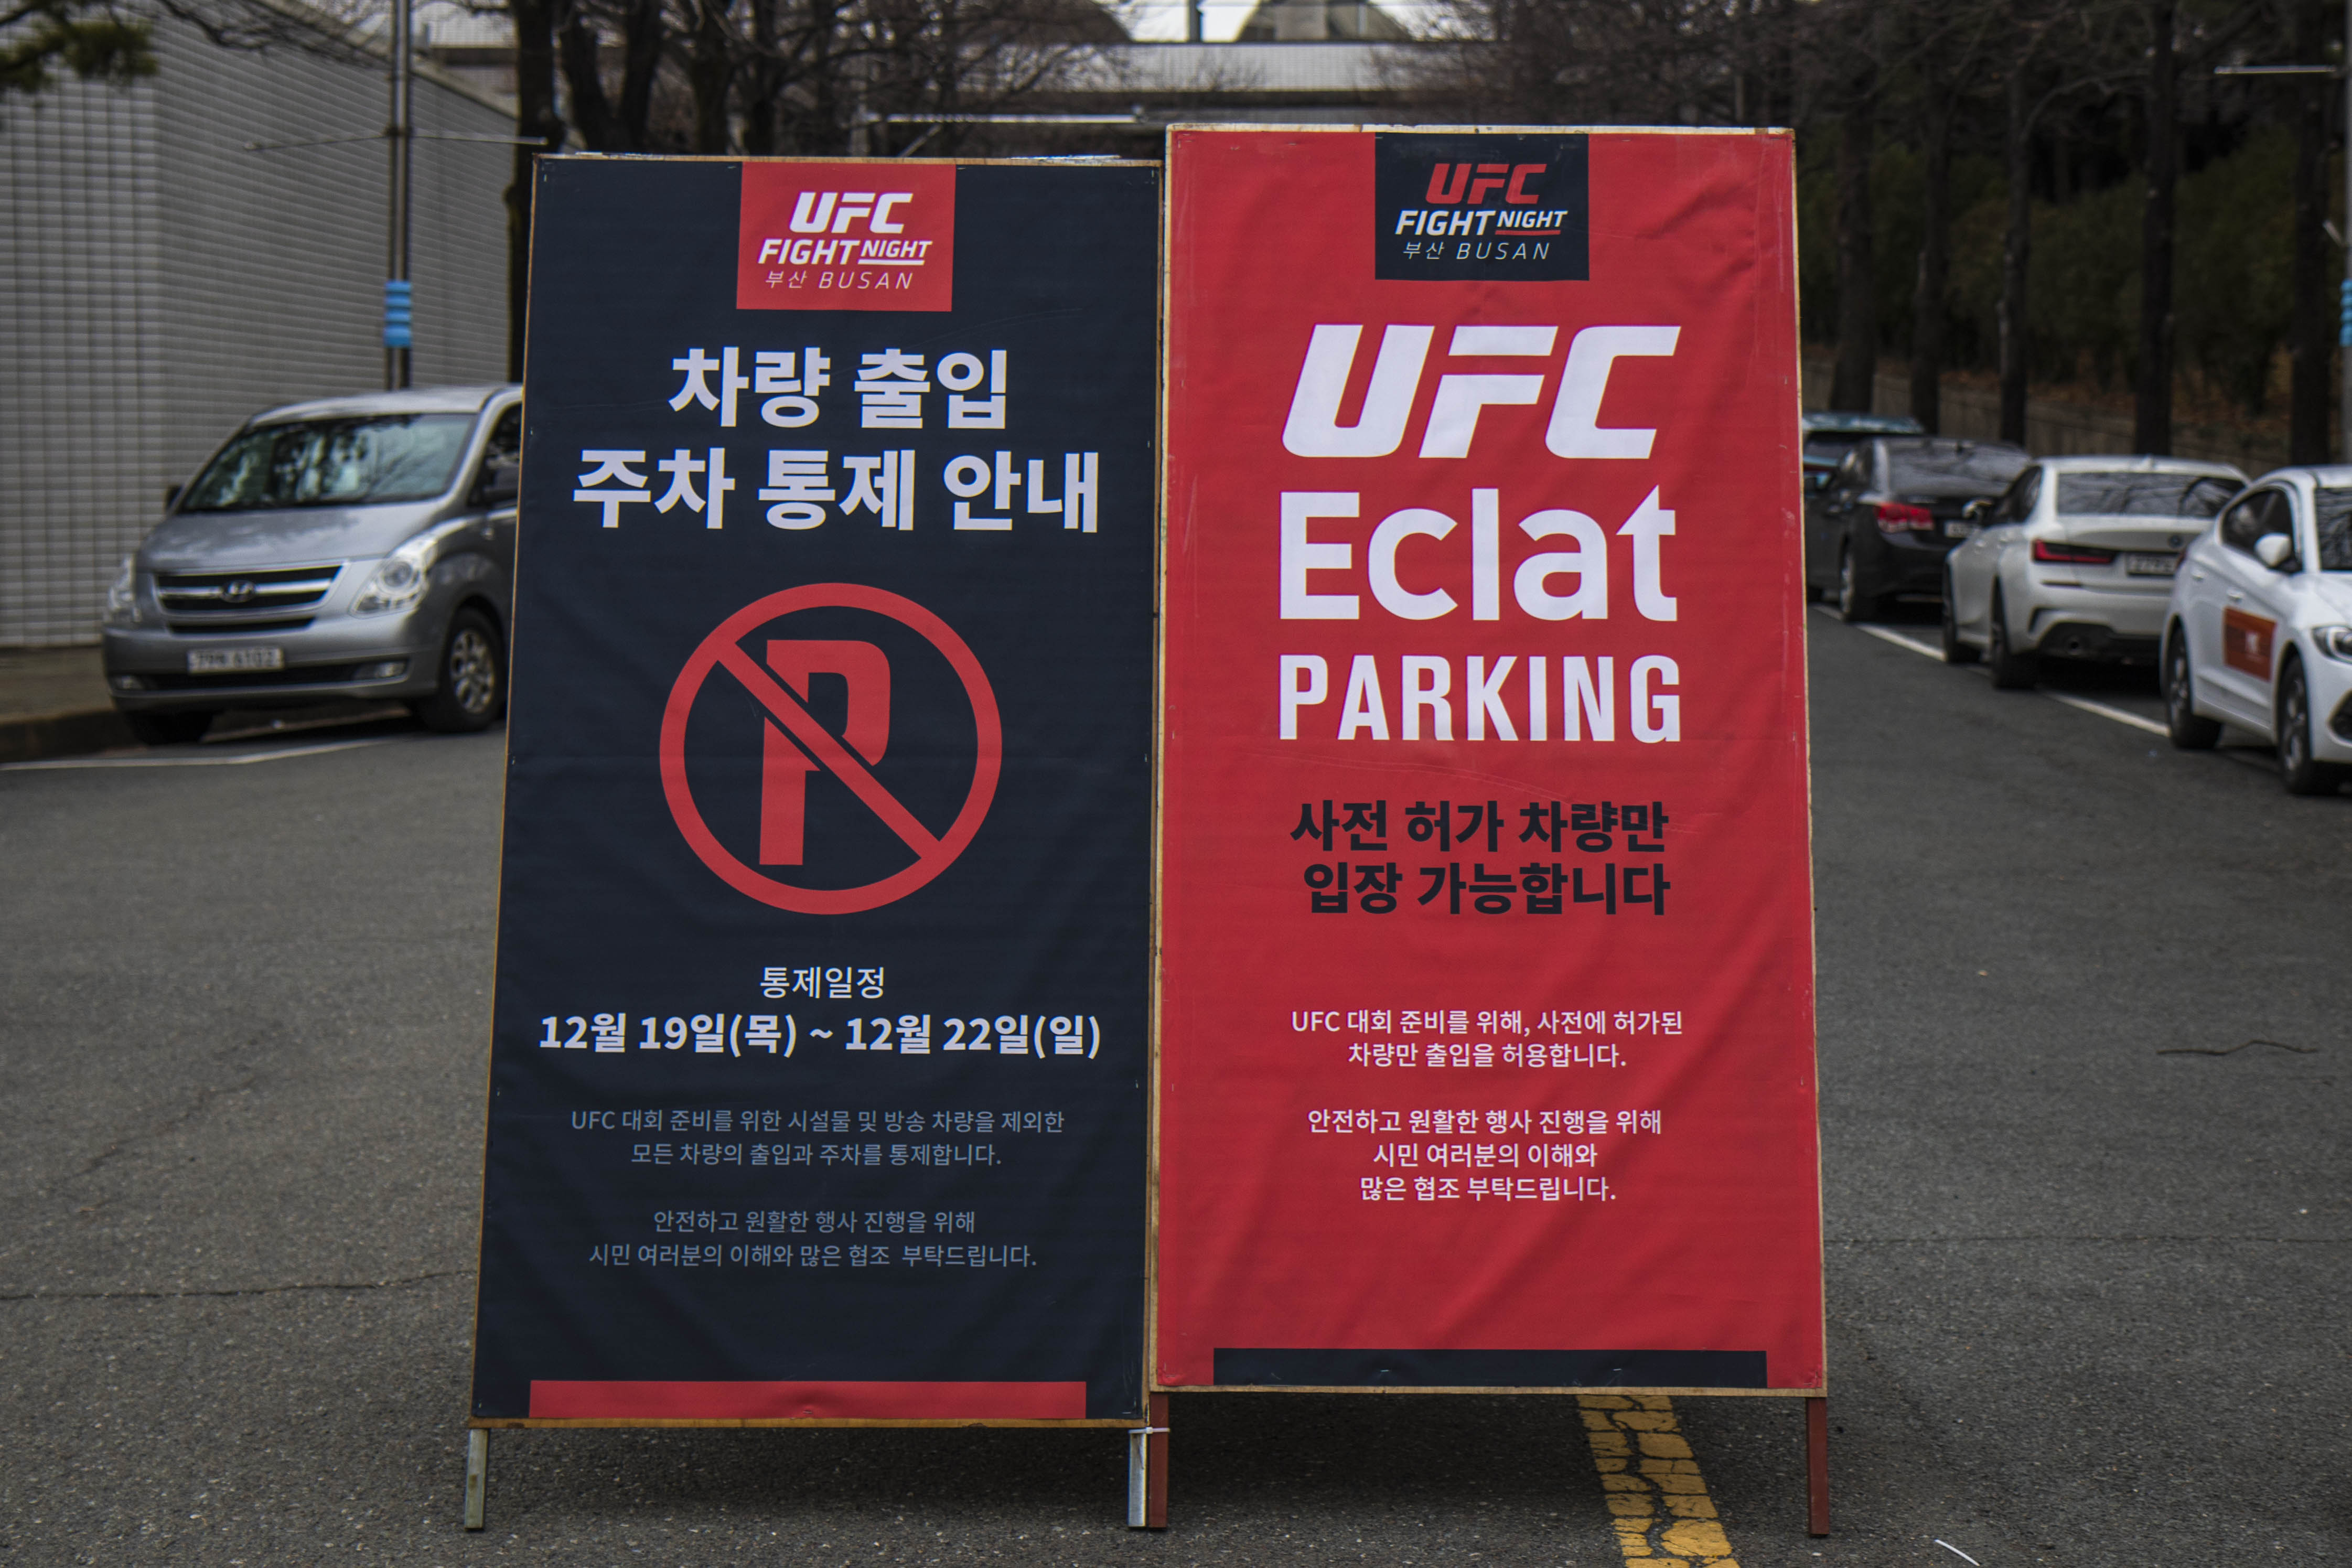 UFC
FIGHT NIGHT
부산 BUSAN
차량 출입
주차 통제 안내
P
통제일정
12월 19일(목) ~ 12월 22일(일)
UFC 대회 준비를 위한 시설물 및 방송 차량을 제외한
모든 차량의 출입과 주차를 통제합니다.
안전하고 원활한 행사 진행을 위해
시민 여러분의 이해와 많은 협조 부탁드립니다.
UFC
FIGHT NIGHT
부산 BUSAN
UFC
Eclat
PARKING
사전 허가 차량만
입장 가능합니다
UFC 대회 준비를 위해, 사전에 허가된
차량만 출입을 허용합니다.
안전하고 원활한 행사 진행을 위해
시민 여러분의 이해와
많은 협조 부탁드립니다.